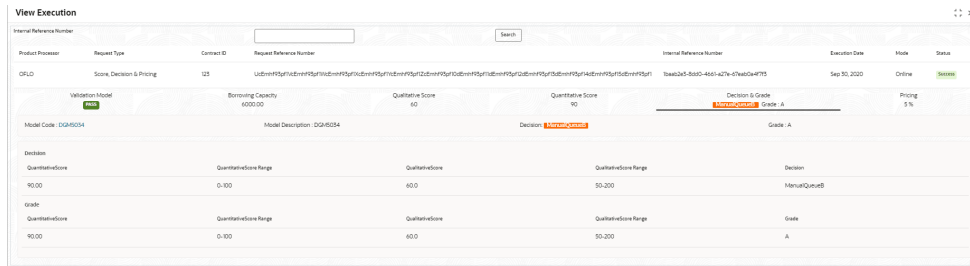 View Execution
Internal Reference Number
Search
Product Processor Request Type Contract ID Request Reference Number Internal Reference Number Execution Date Mode Status
OFLO Score, Decision & Pricing 123 Sep 30, 2020 Online Success
Validation Model Borrowing Capacity Qualitative Score Quantitative Score Decision & Grade Pricing
PASS 6000.00 60 90 ManualQueueB Grade : A 5 %
Model Code : DGM5034 Model Description : DGM5034 Decision: ManualQueueB Grade : A
Decision
QuantitativeScore QuantitativeScore Range QualitativeScore QualitativeScore Range Decision
90.00 0-100 60.0 50-200 ManualQueueB
Grade
QuantitativeScore QuantitativeScore Range QualitativeScore QualitativeScore Range Grade
90.00 0-100 60.0 50-200 A